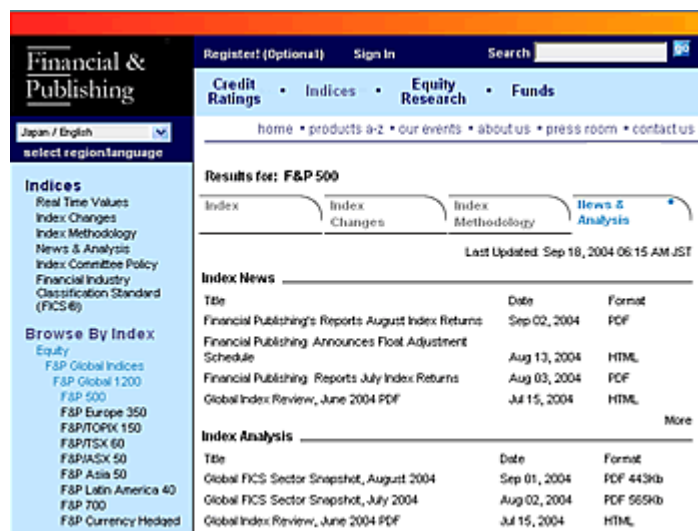 Financial &
Publishing
Register! (Optional) Sign In Search go
Credit Ratings • Indices • Equity Research • Funds
Japan / English
select region/language
home • products a-z • our events • about us • press room • contact us
Indices
Real Time Values
Index Changes
Index Methodology
News & Analysis
Index Committee Policy
Financial Industry
Classification Standard
(FICS®)
Browse By Index
Equity
F&P Global Indices
F&P Global 1200
F&P 500
F&P Europe 350
F&P/TOPIX 150
F&P/TSX 60
F&P/ASX 50
F&P Asia 50
F&P Latin America 40
F&P 700
F&P Currency Hedged
Results for: F&P 500
Index Index Changes Index Methodology News & Analysis
Last Updated: Sep 18, 2004 06:15 AM JST
Index News
Title Date Format
Financial Publishing's Reports August Index Returns Sep 02, 2004 PDF
Financial Publishing Announces Float Adjustment
Schedule Aug 13, 2004 HTML
Financial Publishing Reports July Index Returns Aug 03, 2004 PDF
Global Index Review, June 2004 PDF Jul 15, 2004 HTML
More
Index Analysis
Title Date Format
Global FICS Sector Snapshot, August 2004 Sep 01, 2004 PDF 443Kb
Global FICS Sector Snapshot, July 2004 Aug 02, 2004 PDF 565Kb
Global Index Review, June 2004 PDF Jul 15, 2004 HTML